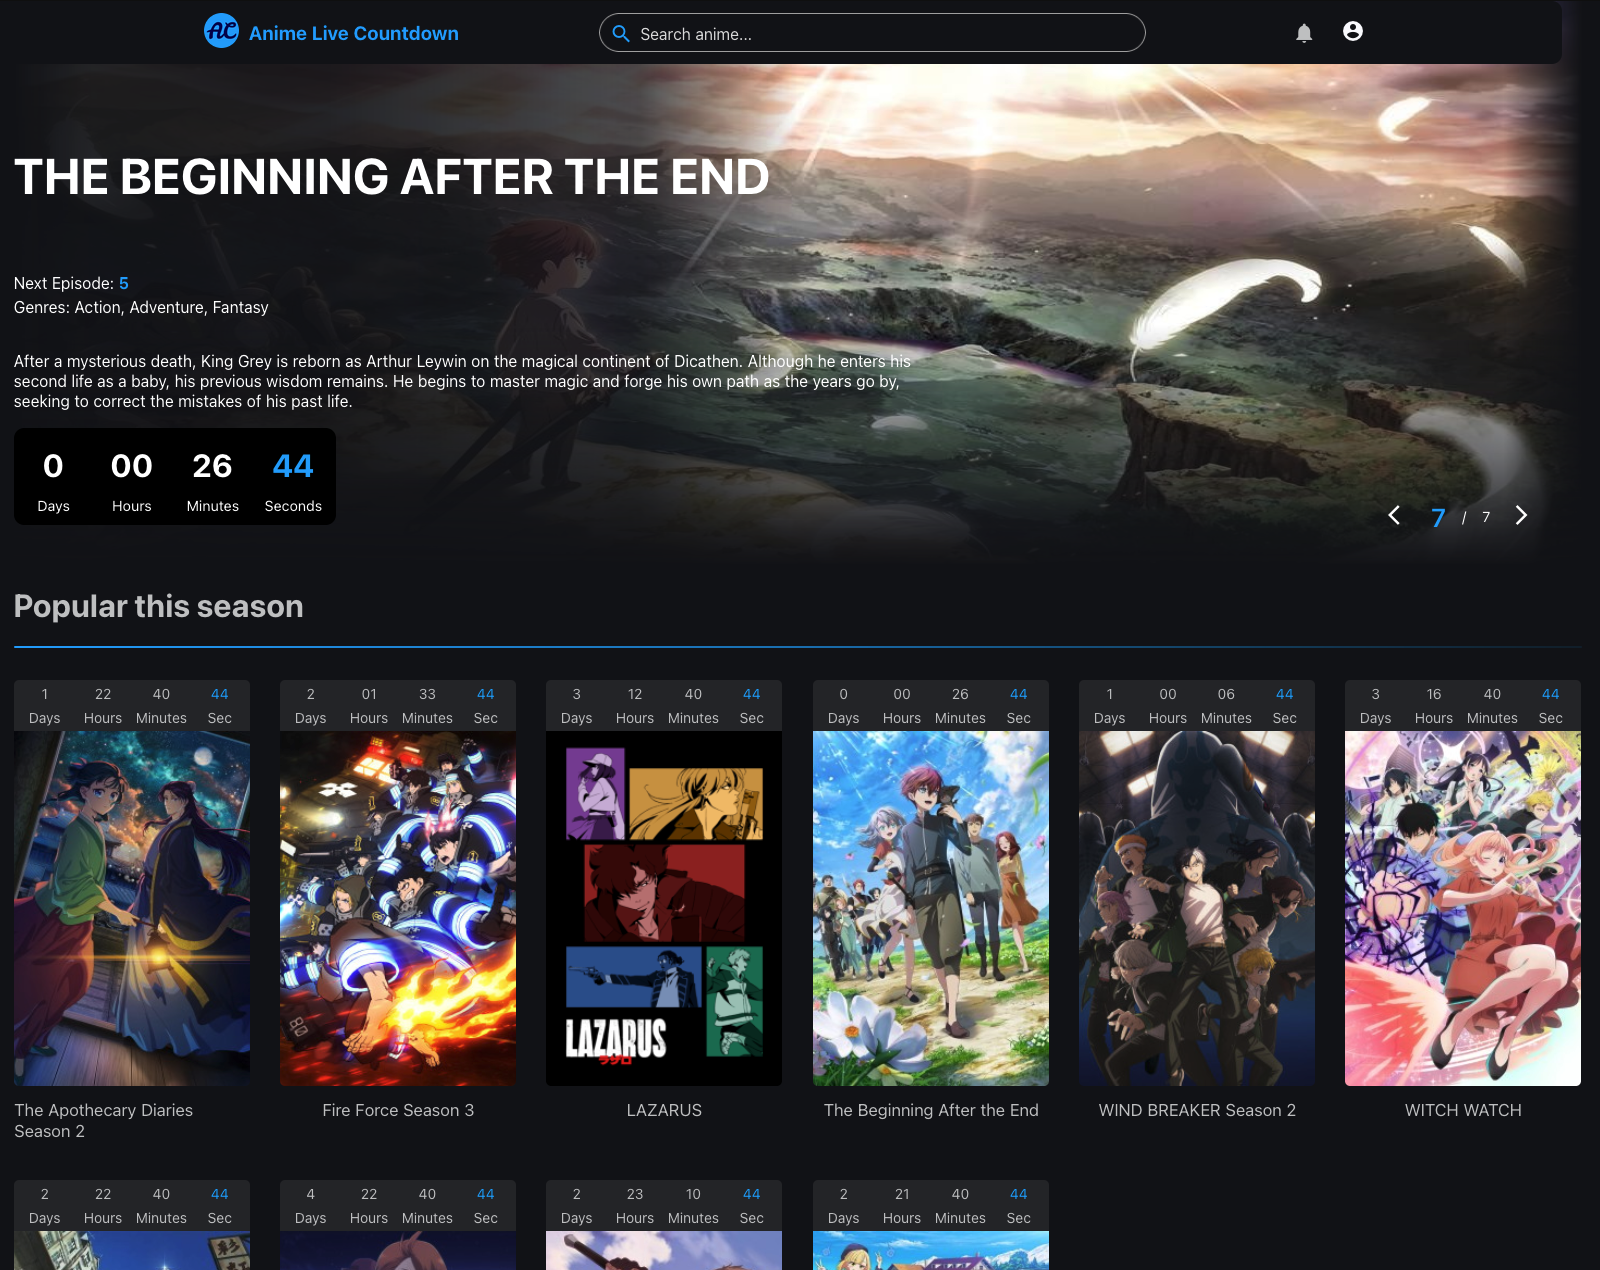 AC Anime Live Countdown
Search anime...
THE BEGINNING AFTER THE END
Next Episode: 5
Genres: Action, Adventure, Fantasy
After a mysterious death, King Grey is reborn as Arthur Leywin on the magical continent of Dicathen. Although he enters his
second life as a baby, his previous wisdom remains. He begins to master magic and forge his own path as the years go by,
seeking to correct the mistakes of his past life.
0 00 26 44
Days Hours Minutes Seconds
7 / 7
Popular this season
1 22 40 44
Days Hours Minutes Sec
The Apothecary Diaries
Season 2
2 01 33 44
Days Hours Minutes Sec
Fire Force Season 3
3 12 40 44
Days Hours Minutes Sec
LAZARUS
ラザロ
LAZARUS
0 00 26 44
Days Hours Minutes Sec
The Beginning After the End
1 00 06 44
Days Hours Minutes Sec
WIND BREAKER Season 2
3 16 40 44
Days Hours Minutes Sec
WITCH WATCH
2 22 40 44
Days Hours Minutes Sec
4 22 40 44
Days Hours Minutes Sec
2 23 10 44
Days Hours Minutes Sec
2 21 40 44
Days Hours Minutes Sec